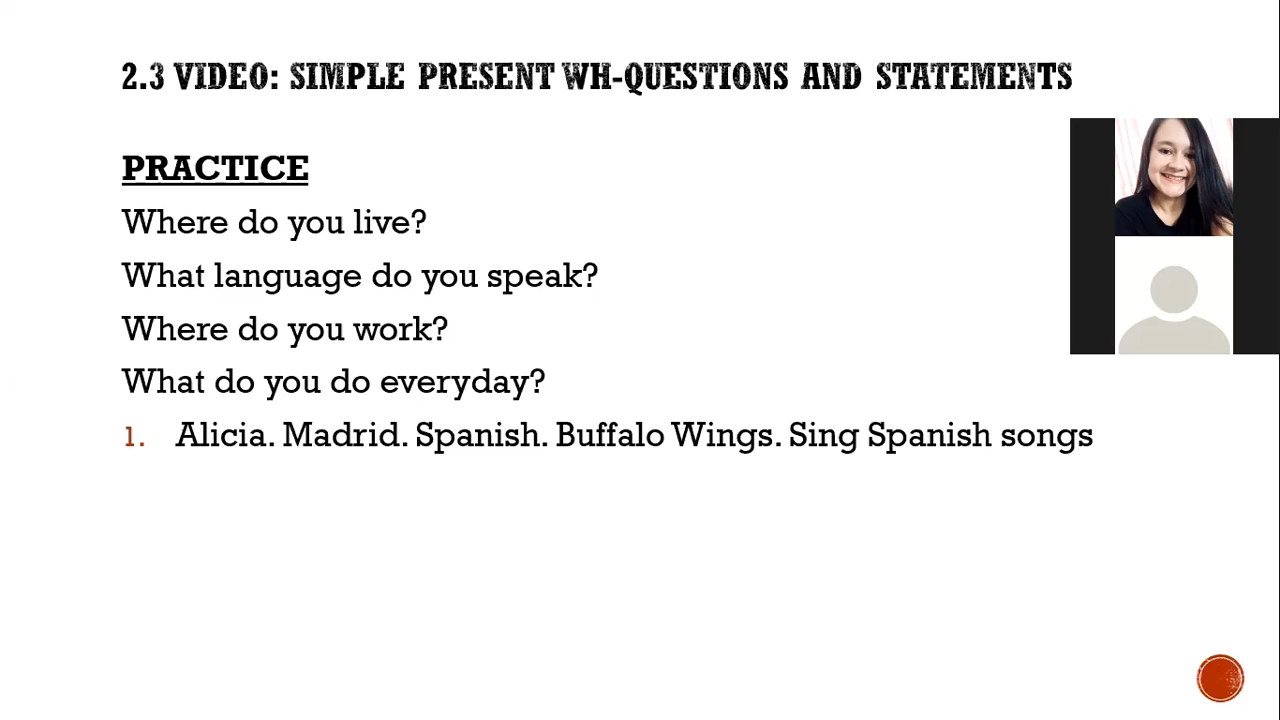 2.3 VIDEO: SIMPLE PRESENT WH-QUESTIONS AND STATEMENTS
PRACTICE
Where do you live?
What language do you speak?
Where do you work?
What do you do everyday?
1. Alicia. Madrid. Spanish. Buffalo Wings. Sing Spanish songs